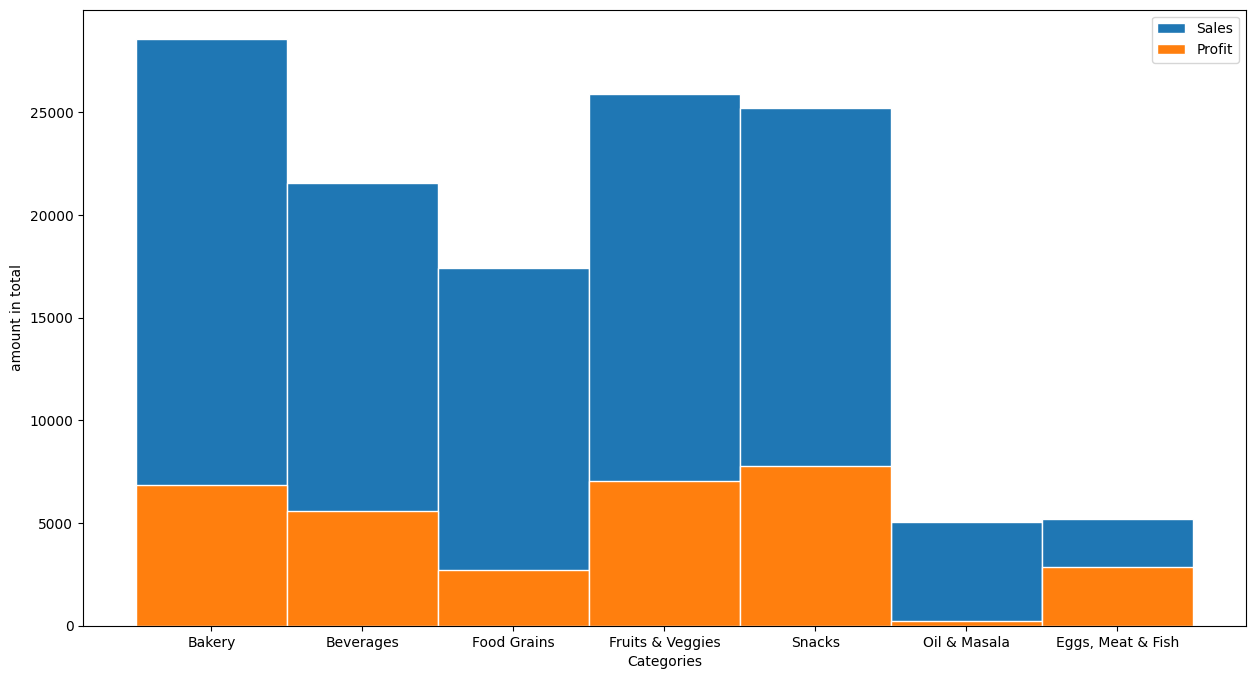 Sales
Profit
25000
20000
15000
10000
5000
0
amount in total
Bakery
Beverages
Food Grains
Fruits & Veggies
Snacks
Oil & Masala
Eggs, Meat & Fish
Categories